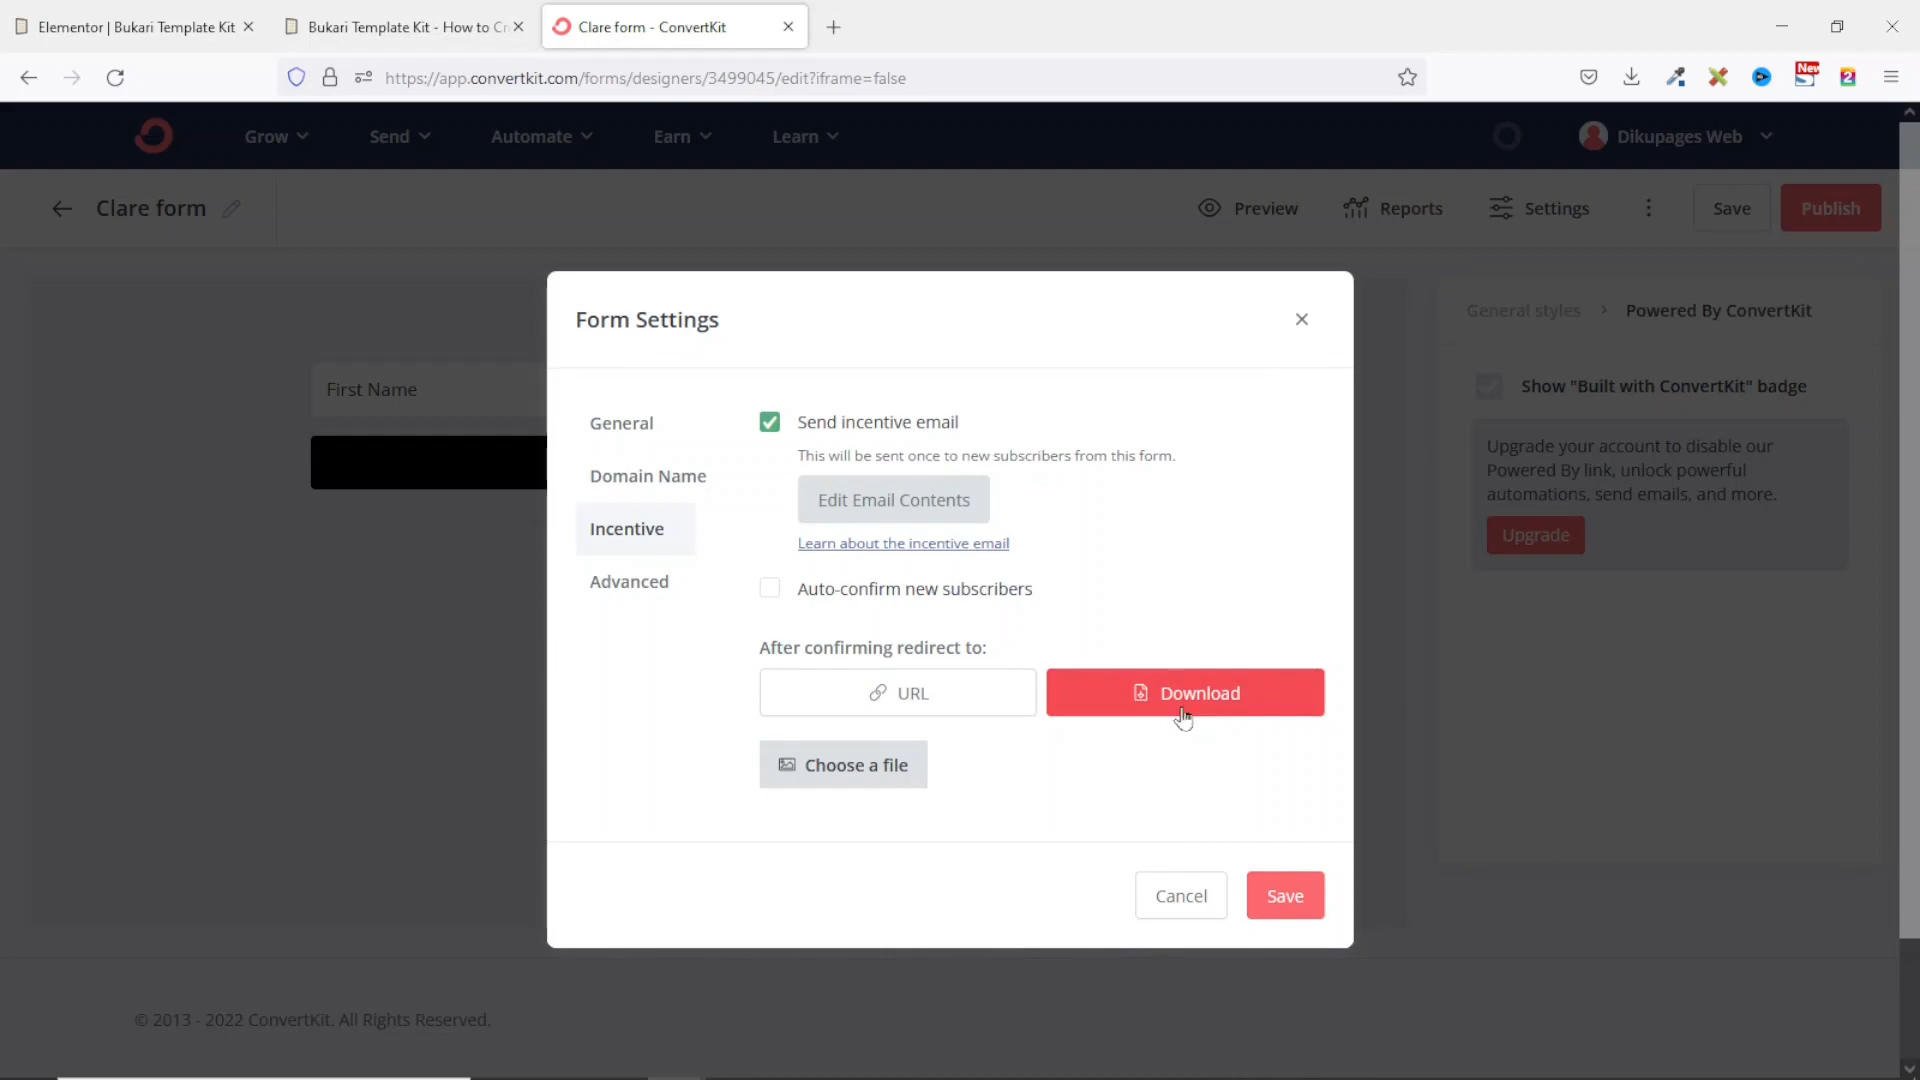 Elementor | Bukari Template Kit
Bukari Template Kit - How to Cr
Clare form - ConvertKit
https://app.convertkit.com/forms/designers/3499045/edit?iframe=false
New
2
Grow
Send
Automate
Earn
Learn
Dikupages Web
Clare form
Preview
Reports
Settings
Save
Publish
Form Settings
General styles
Powered By ConvertKit
First Name
General
Domain Name
Incentive
Advanced
Send incentive email
This will be sent once to new subscribers from this form.
Edit Email Contents
Learn about the incentive email
Auto-confirm new subscribers
After confirming redirect to:
URL
Download
Choose a file
Cancel
Save
Show "Built with ConvertKit" badge
Upgrade your account to disable our
Powered By link, unlock powerful
automations, send emails, and more.
Upgrade
© 2013 - 2022 ConvertKit. All Rights Reserved.